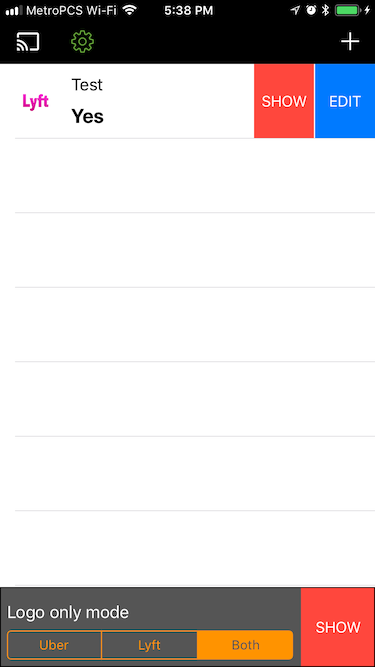 MetroPCS Wi-Fi 5:38 PM
Lyft
Test
Yes
SHOW EDIT
Logo only mode
Uber Lyft Both
SHOW